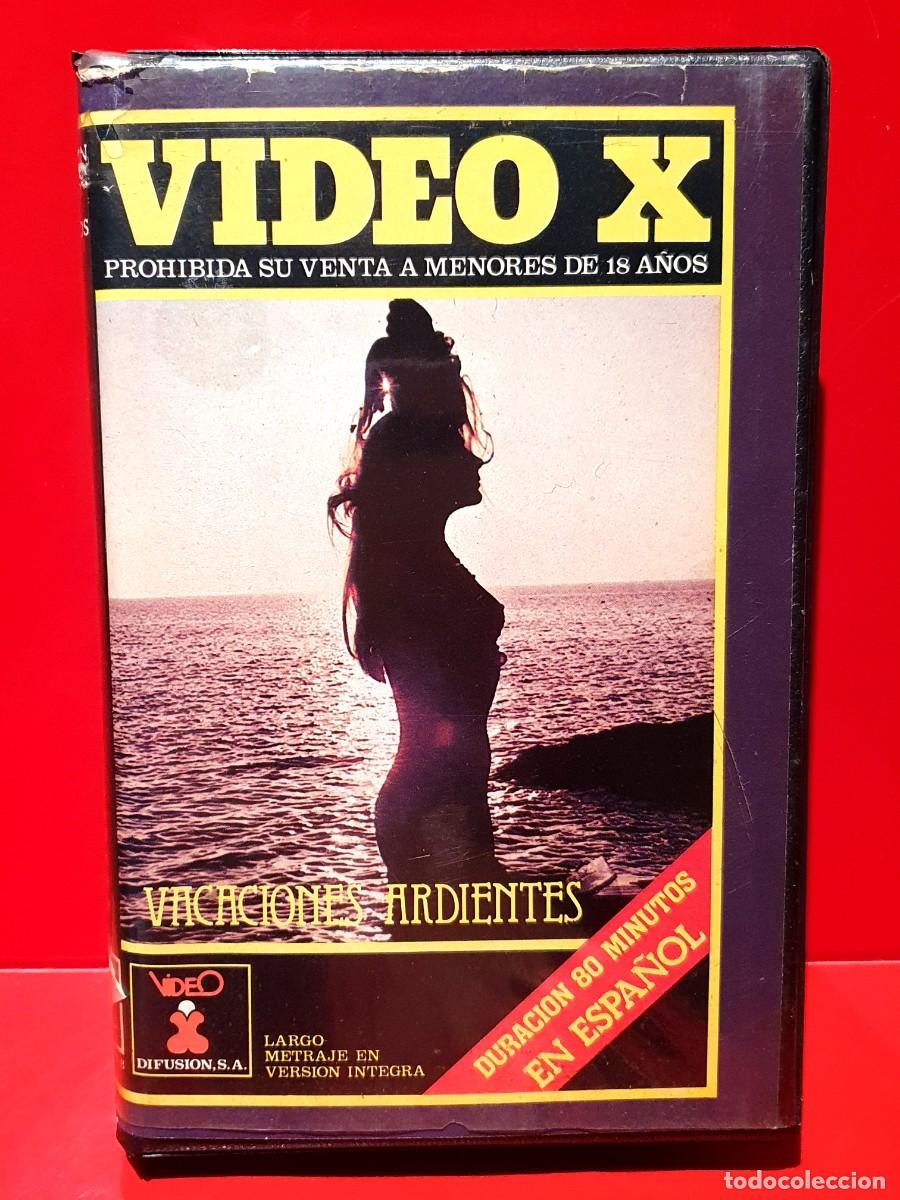 VIDEO X
PROHIBIDA SU VENTA A MENORES DE 18 AÑOS
VACACIONES ARDIENTES
DURACION 80 MINUTOS
EN ESPAÑOL
VIDEO
X
DIFUSION, S.A.
LARGO
METRAJE EN
VERSION INTEGRA
todocoleccion